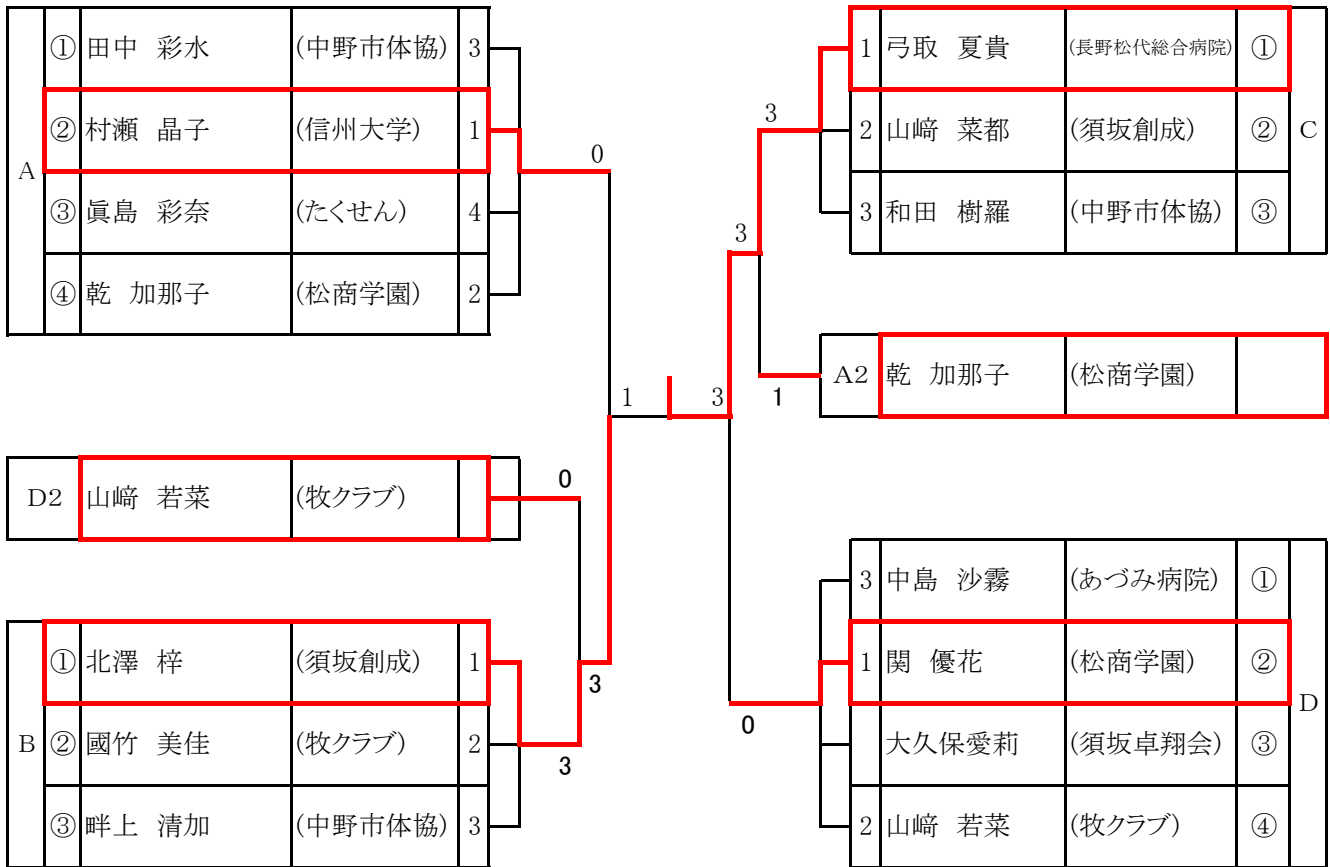 A
① 田中 彩水 (中野市体協) 3
② 村瀬 晶子 (信州大学) 1
③ 眞島 彩奈 (たくせん) 4
④ 乾 加那子 (松商学園) 2
0
D2 山﨑 若菜 (牧クラブ)
0
B
① 北澤 梓 (須坂創成) 1
② 國竹 美佳 (牧クラブ) 2
③ 畔上 清加 (中野市体協) 3
3
3
1
3
3
3
1
0
1 弓取 夏貴 (長野松代総合病院) ①
2 山﨑 菜都 (須坂創成) ②
3 和田 樹羅 (中野市体協) ③
C
A2 乾 加那子 (松商学園)
3 中島 沙霧 (あづみ病院) ①
1 関 優花 (松商学園) ②
大久保愛莉 (須坂卓翔会) ③
2 山﨑 若菜 (牧クラブ) ④
D